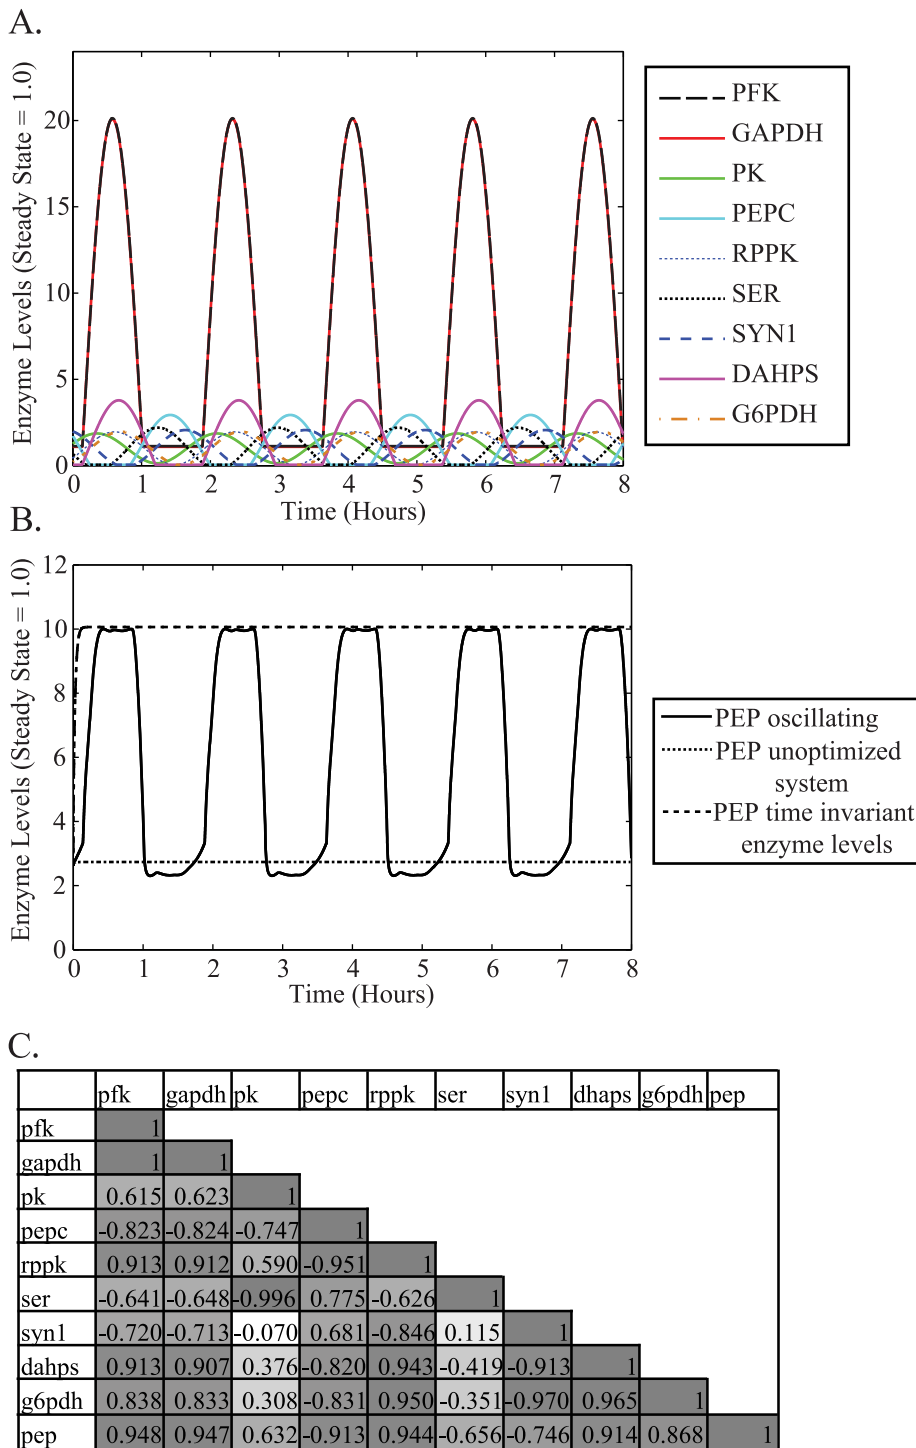 A.
Enzyme Levels (Steady State = 1.0)
20
15
10
5
0
0 1 2 3 4 5 6 7 8
Time (Hours)
PFK
GAPDH
PK
PEPC
RPPK
SER
SYN1
DAHPS
G6PDH
B.
Enzyme Levels (Steady State = 1.0)
12
10
8
6
4
2
0
0 1 2 3 4 5 6 7 8
Time (Hours)
PEP oscillating
PEP unoptimized
system
PEP time invariant
enzyme levels
C.
pfk gapdh pk pepc rppk ser syn1 dhaps g6pdh pep
pfk 1
gapdh 1 1
pk 0.615 0.623 1
pepc -0.823 -0.824 -0.747 1
rppk 0.913 0.912 0.590 -0.951 1
ser -0.641 -0.648 -0.996 0.775 -0.626 1
syn1 -0.720 -0.713 -0.070 0.681 -0.846 0.115 1
dahps 0.913 0.907 0.376 -0.820 0.943 -0.419 -0.913 1
g6pdh 0.838 0.833 0.308 -0.831 0.950 -0.351 -0.970 0.965 1
pep 0.948 0.947 0.632 -0.913 0.944 -0.656 -0.746 0.914 0.868 1